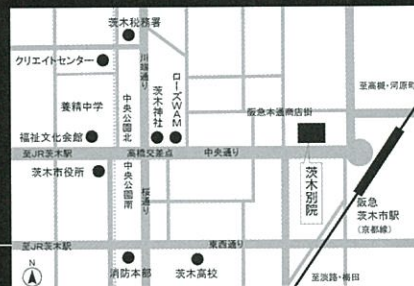 茨木税務署
クリエイトセンター
川端通り
ローズWAM
茨木神社
中央公園北
養精中学
福祉文化会館
至高槻・河原町
阪急本通商店街
至JR茨木駅
高橋交差点
中央通り
茨木市役所
中央公園南
桜通り
茨木別院
阪急
茨木市駅
(京都線)
至JR茨木駅
東西通り
N
消防本部
茨木高校
至淡路・梅田